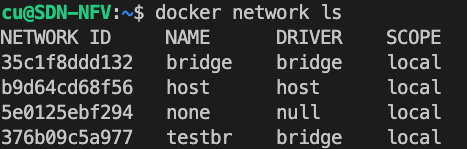 cu@SDN-NFV:~$ docker network ls
NETWORK ID     NAME      DRIVER    SCOPE
35c1f8ddd132   bridge    bridge    local
b9d64cd68f56   host      host      local
5e0125ebf294   none      null      local
376b09c5a977   testbr    bridge    local